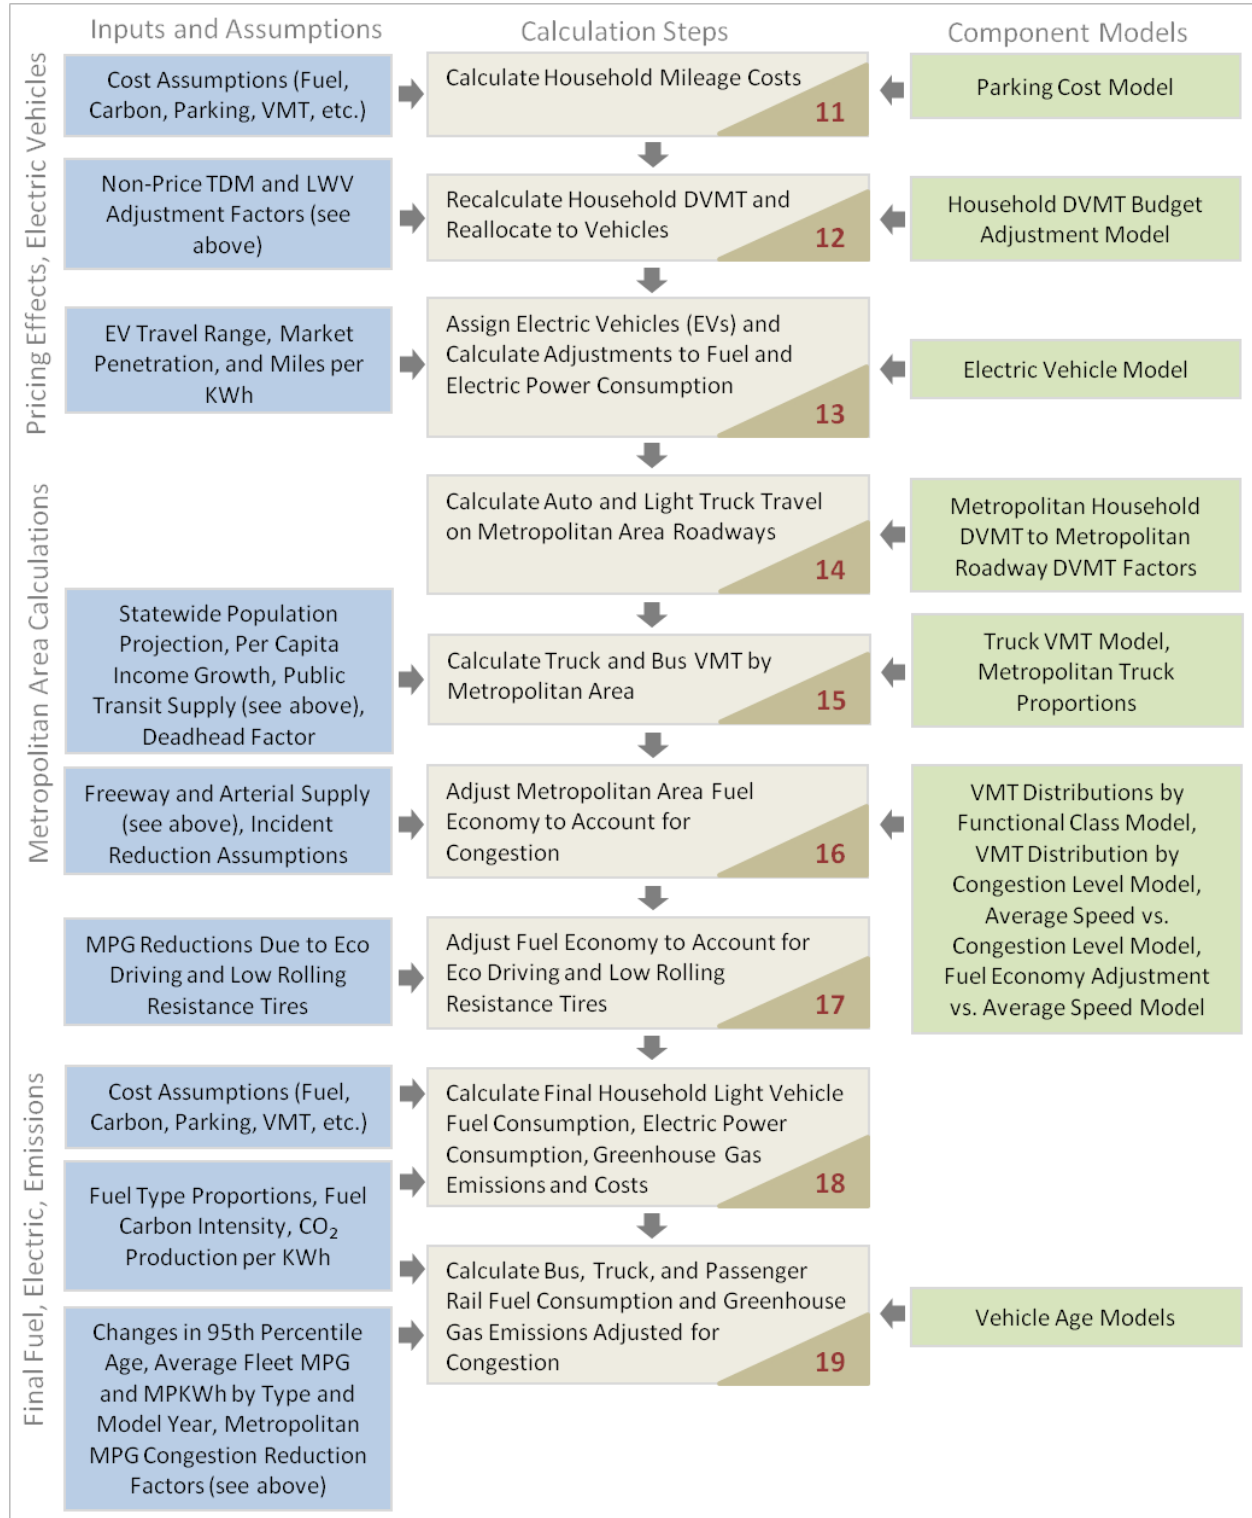 Inputs and Assumptions
Calculation Steps
Component Models
Pricing Effects, Electric Vehicles
Cost Assumptions (Fuel,
Carbon, Parking, VMT, etc.)
Calculate Household Mileage Costs
11
Parking Cost Model
Non-Price TDM and LWV
Adjustment Factors (see
above)
Recalculate Household DVMT and
Reallocate to Vehicles
12
Household DVMT Budget
Adjustment Model
EV Travel Range, Market
Penetration, and Miles per
KWh
Assign Electric Vehicles (EVs) and
Calculate Adjustments to Fuel and
Electric Power Consumption
13
Electric Vehicle Model
Metropolitan Area Calculations
Calculate Auto and Light Truck Travel
on Metropolitan Area Roadways
14
Metropolitan Household
DVMT to Metropolitan
Roadway DVMT Factors
Statewide Population
Projection, Per Capita
Income Growth, Public
Transit Supply (see above),
Deadhead Factor
Calculate Truck and Bus VMT by
Metropolitan Area
15
Truck VMT Model,
Metropolitan Truck
Proportions
Freeway and Arterial Supply
(see above), Incident
Reduction Assumptions
Adjust Metropolitan Area Fuel
Economy to Account for
Congestion
16
VMT Distributions by
Functional Class Model,
VMT Distribution by
Congestion Level Model,
Average Speed vs.
Congestion Level Model,
Fuel Economy Adjustment
vs. Average Speed Model
MPG Reductions Due to Eco
Driving and Low Rolling
Resistance Tires
Adjust Fuel Economy to Account for
Eco Driving and Low Rolling
Resistance Tires
17
Final Fuel, Electric, Emissions
Cost Assumptions (Fuel,
Carbon, Parking, VMT, etc.)
Calculate Final Household Light Vehicle
Fuel Consumption, Electric Power
Consumption, Greenhouse Gas
Emissions and Costs
18
Fuel Type Proportions, Fuel
Carbon Intensity, CO₂
Production per KWh
Calculate Bus, Truck, and Passenger
Rail Fuel Consumption and Greenhouse
Gas Emissions Adjusted for
Congestion
19
Vehicle Age Models
Changes in 95th Percentile
Age, Average Fleet MPG
and MPKWh by Type and
Model Year, Metropolitan
MPG Congestion Reduction
Factors (see above)